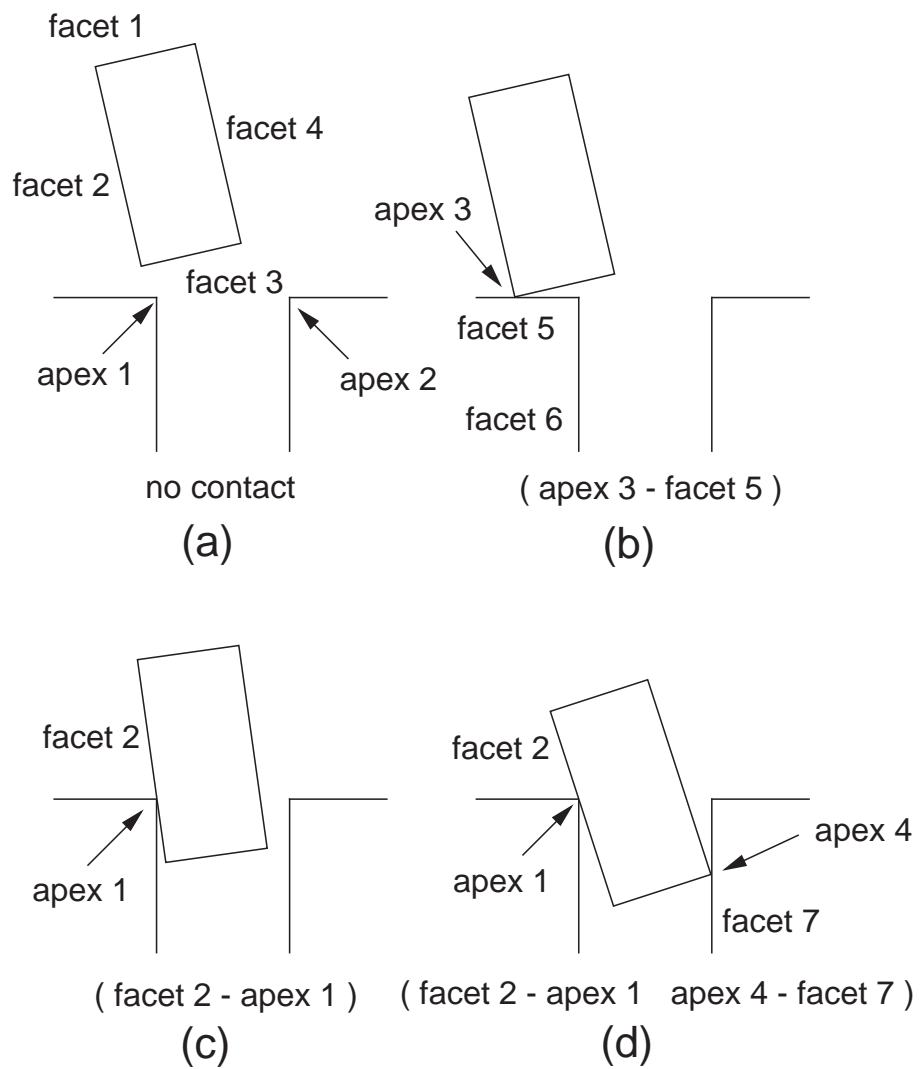 facet 1
facet 4
facet 2
apex 3
facet 3
facet 5
apex 1
apex 2
facet 6
no contact
( apex 3 - facet 5 )
(a)
(b)
facet 2
facet 2
apex 4
apex 1
apex 1
facet 7
( facet 2 - apex 1 )
( facet 2 - apex 1 apex 4 - facet 7 )
(c)
(d)